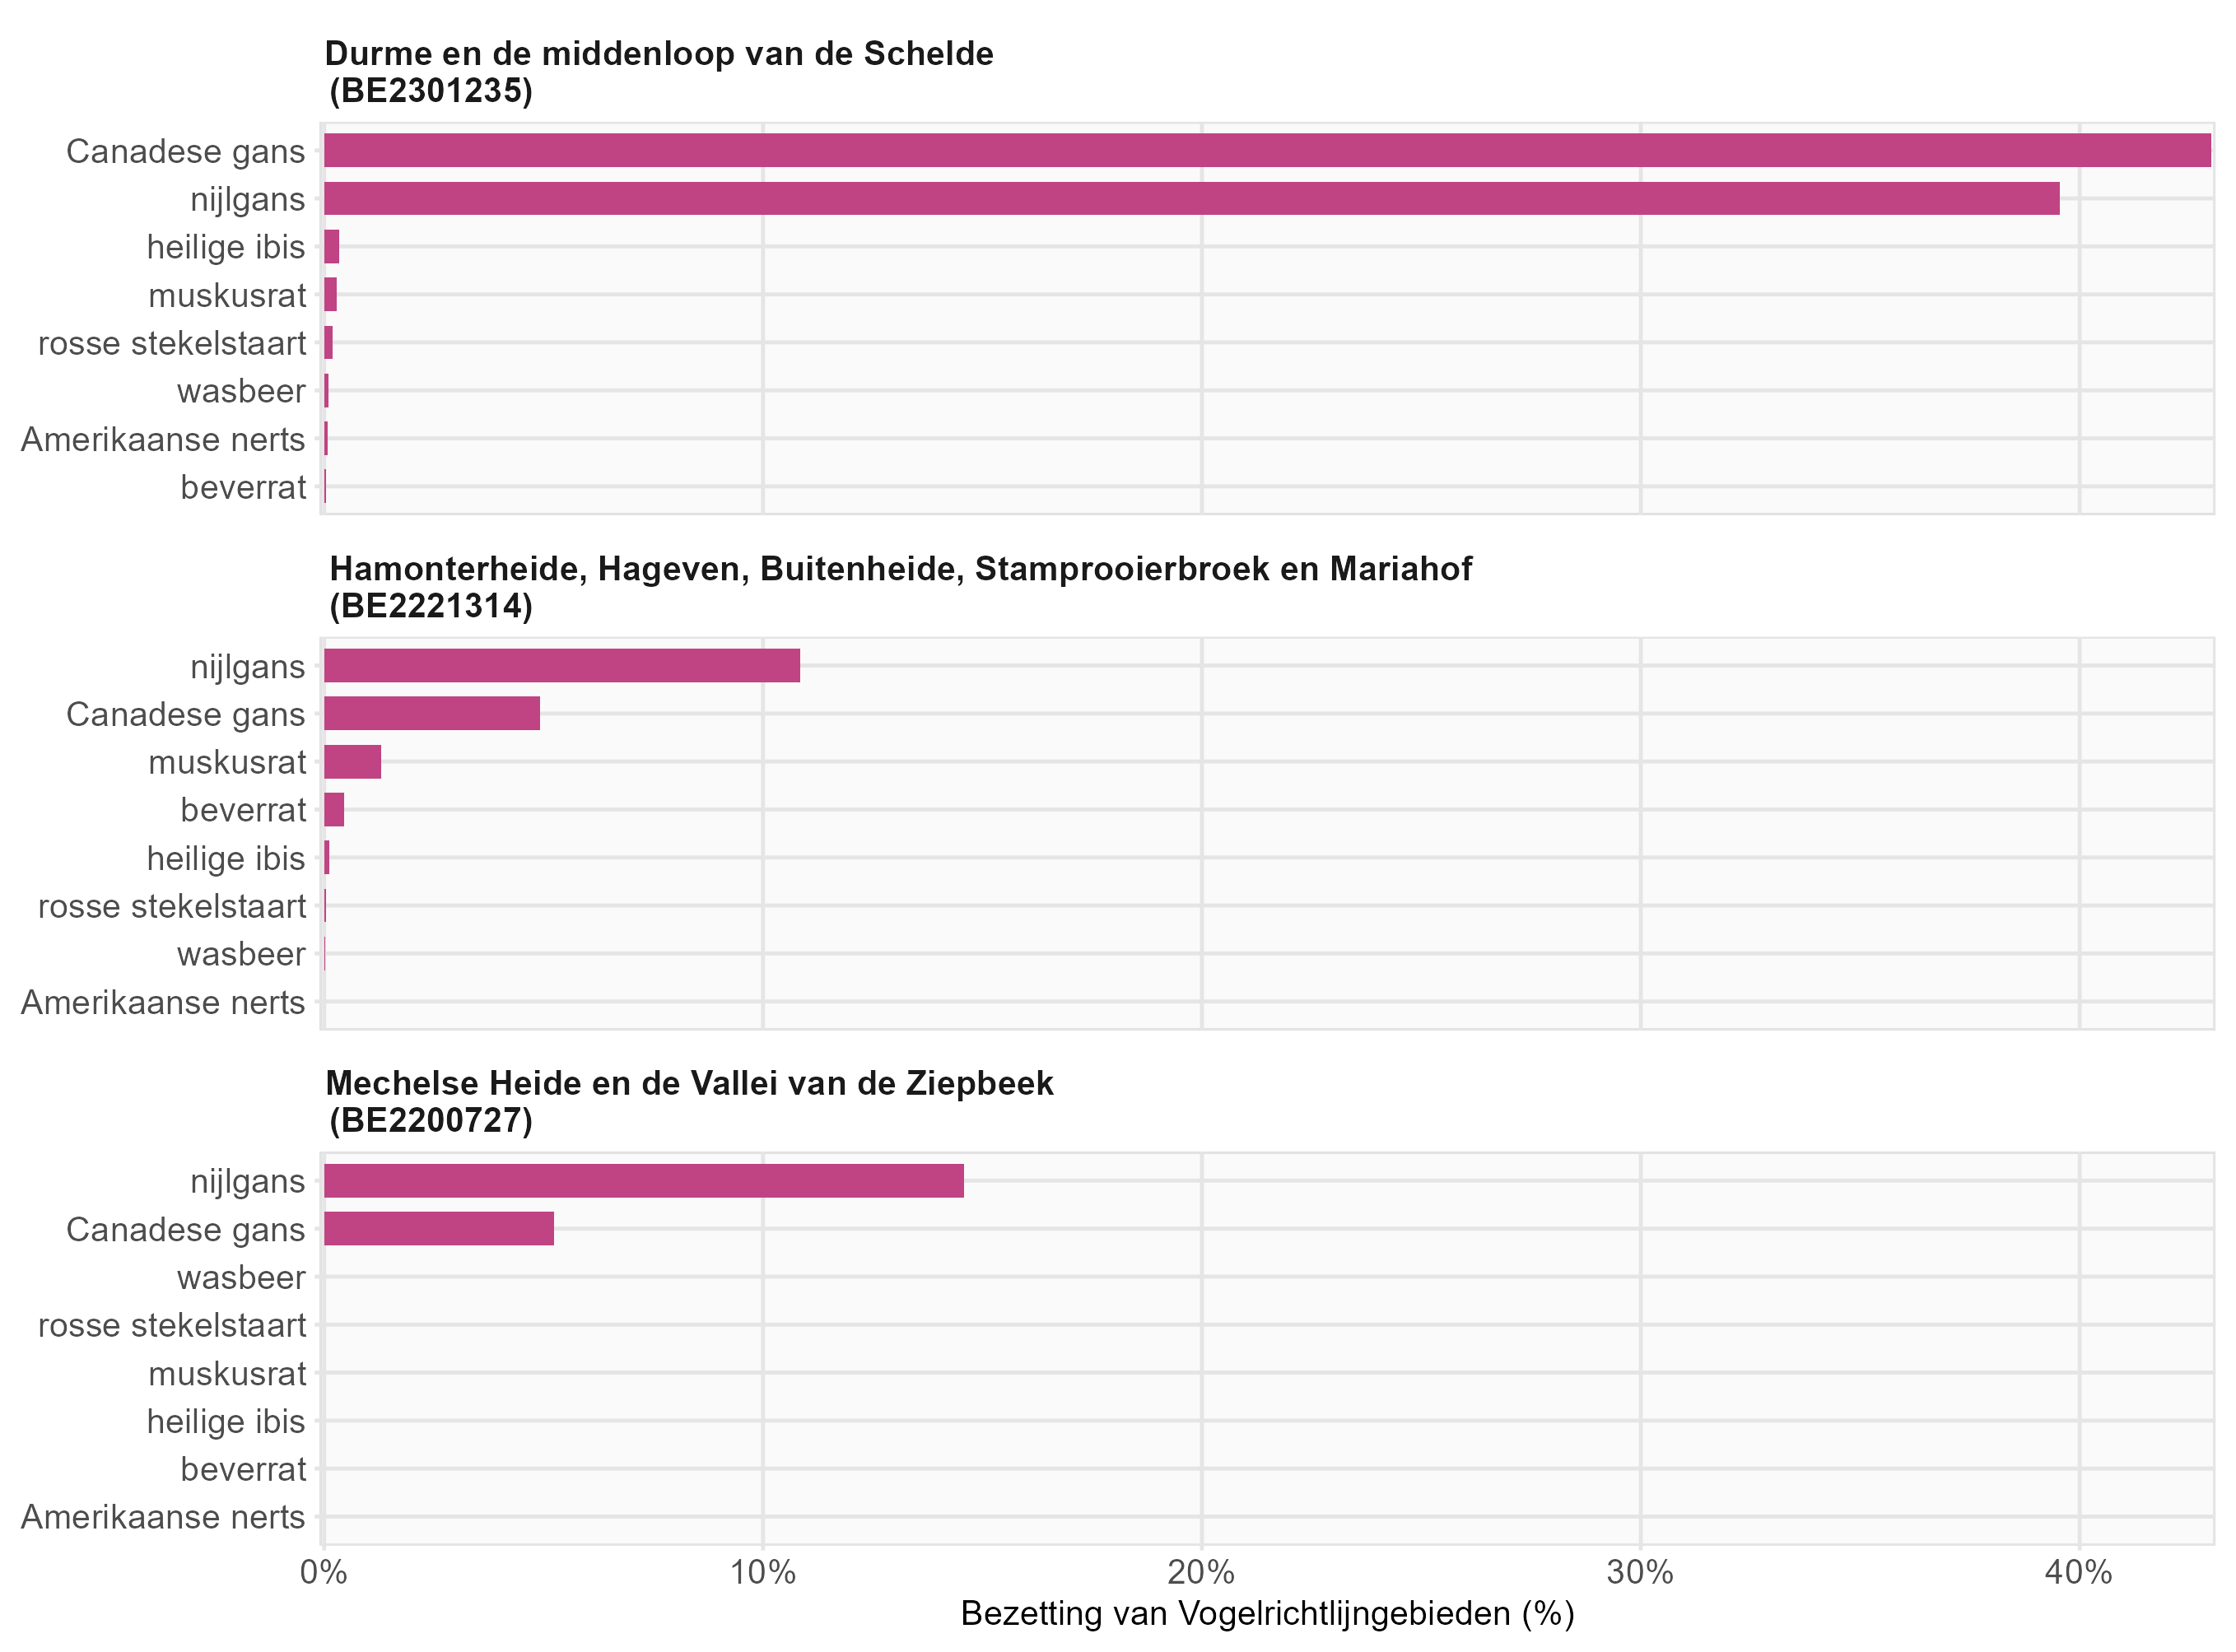 Durme en de middenloop van de Schelde
(BE2301235)
Canadese gans
nijlgans
heilige ibis
muskusrat
rosse stekelstaart
wasbeer
Amerikaanse nerts
beverrat
Hamonterheide, Hageven, Buitenheide, Stamprooierbroek en Mariahof
(BE2221314)
nijlgans
Canadese gans
muskusrat
beverrat
heilige ibis
rosse stekelstaart
wasbeer
Amerikaanse nerts
Mechelse Heide en de Vallei van de Ziepbeek
(BE2200727)
nijlgans
Canadese gans
wasbeer
rosse stekelstaart
muskusrat
heilige ibis
beverrat
Amerikaanse nerts
0% 10% 20% 30% 40%
Bezetting van Vogelrichtlijngebieden (%)